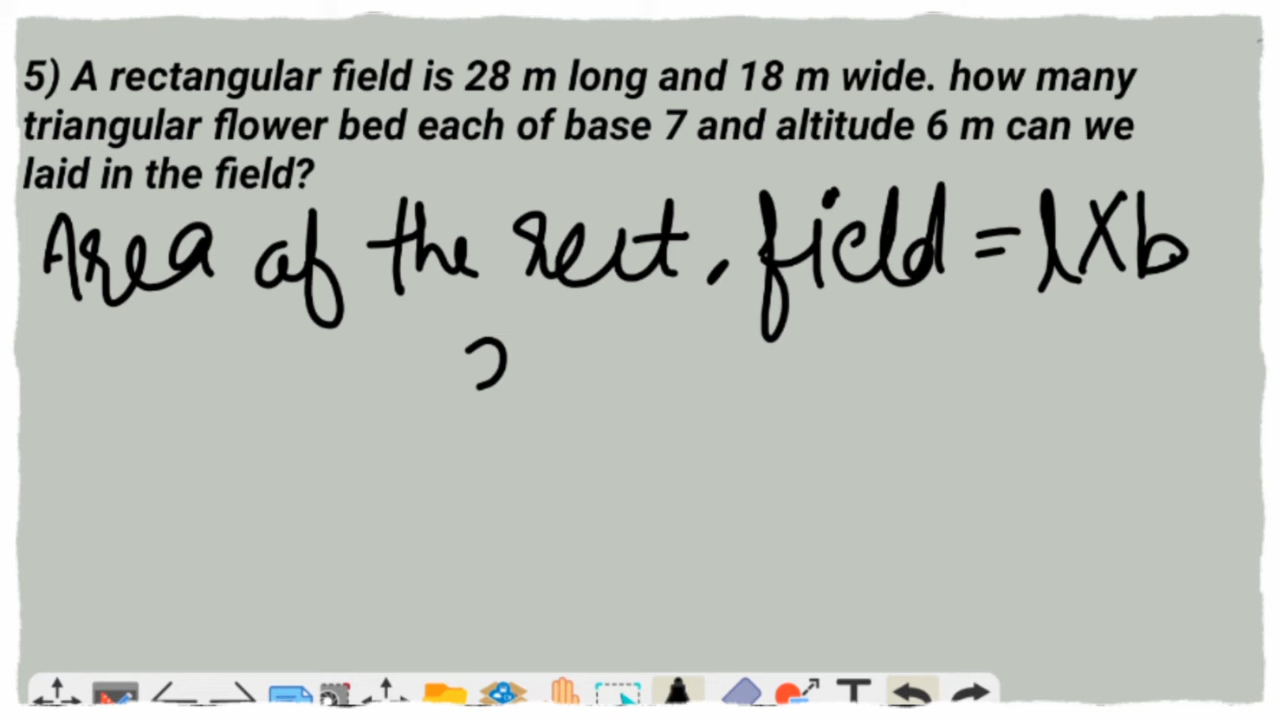 5) A rectangular field is 28 m long and 18 m wide. how many
triangular flower bed each of base 7 and altitude 6 m can we
laid in the field?
Area of the rect. field = l×b